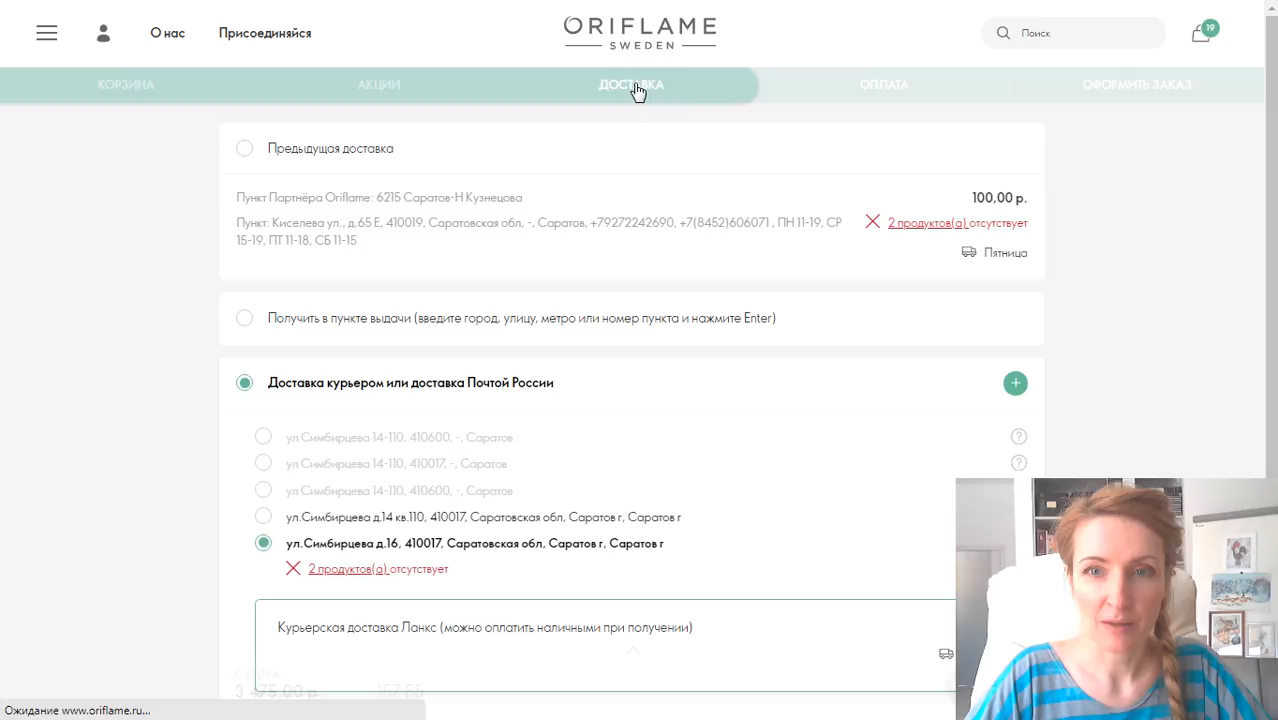 О нас
Присоединяйся
ORIFLAME
SWEDEN
Поиск
19
КОРЗИНА
АКЦИИ
ДОСТАВКА
ОПЛАТА
ОФОРМИТЬ ЗАКАЗ
Предыдущая доставка
Пункт Партнёра Oriflame: 6215 Саратов-Н Кузнецова
100,00 р.
Пункт: Киселева ул., д.65 Е, 410019, Саратовская обл, -, Саратов, +79272242690, +7(8452)606071 , ПН 11-19, СР
15-19, ПТ 11-18, СБ 11-15
2 продуктов(а) отсутствует
Пятница
Получить в пункте выдачи (введите город, улицу, метро или номер пункта и нажмите Enter)
Доставка курьером или доставка Почтой России
ул Симбирцева 14-110, 410600, -, Саратов
ул Симбирцева 14-110, 410017, -, Саратов
ул Симбирцева 14-110, 410600, -, Саратов
ул.Симбирцева д.14 кв.110, 410017, Саратовская обл, Саратов г, Саратов г
ул.Симбирцева д.16, 410017, Саратовская обл, Саратов г, Саратов г
2 продуктов(а) отсутствует
Курьерская доставка Ланкс (можно оплатить наличными при получении)
3 475,00 р.
167 ББ
Ожидание www.oriflame.ru...